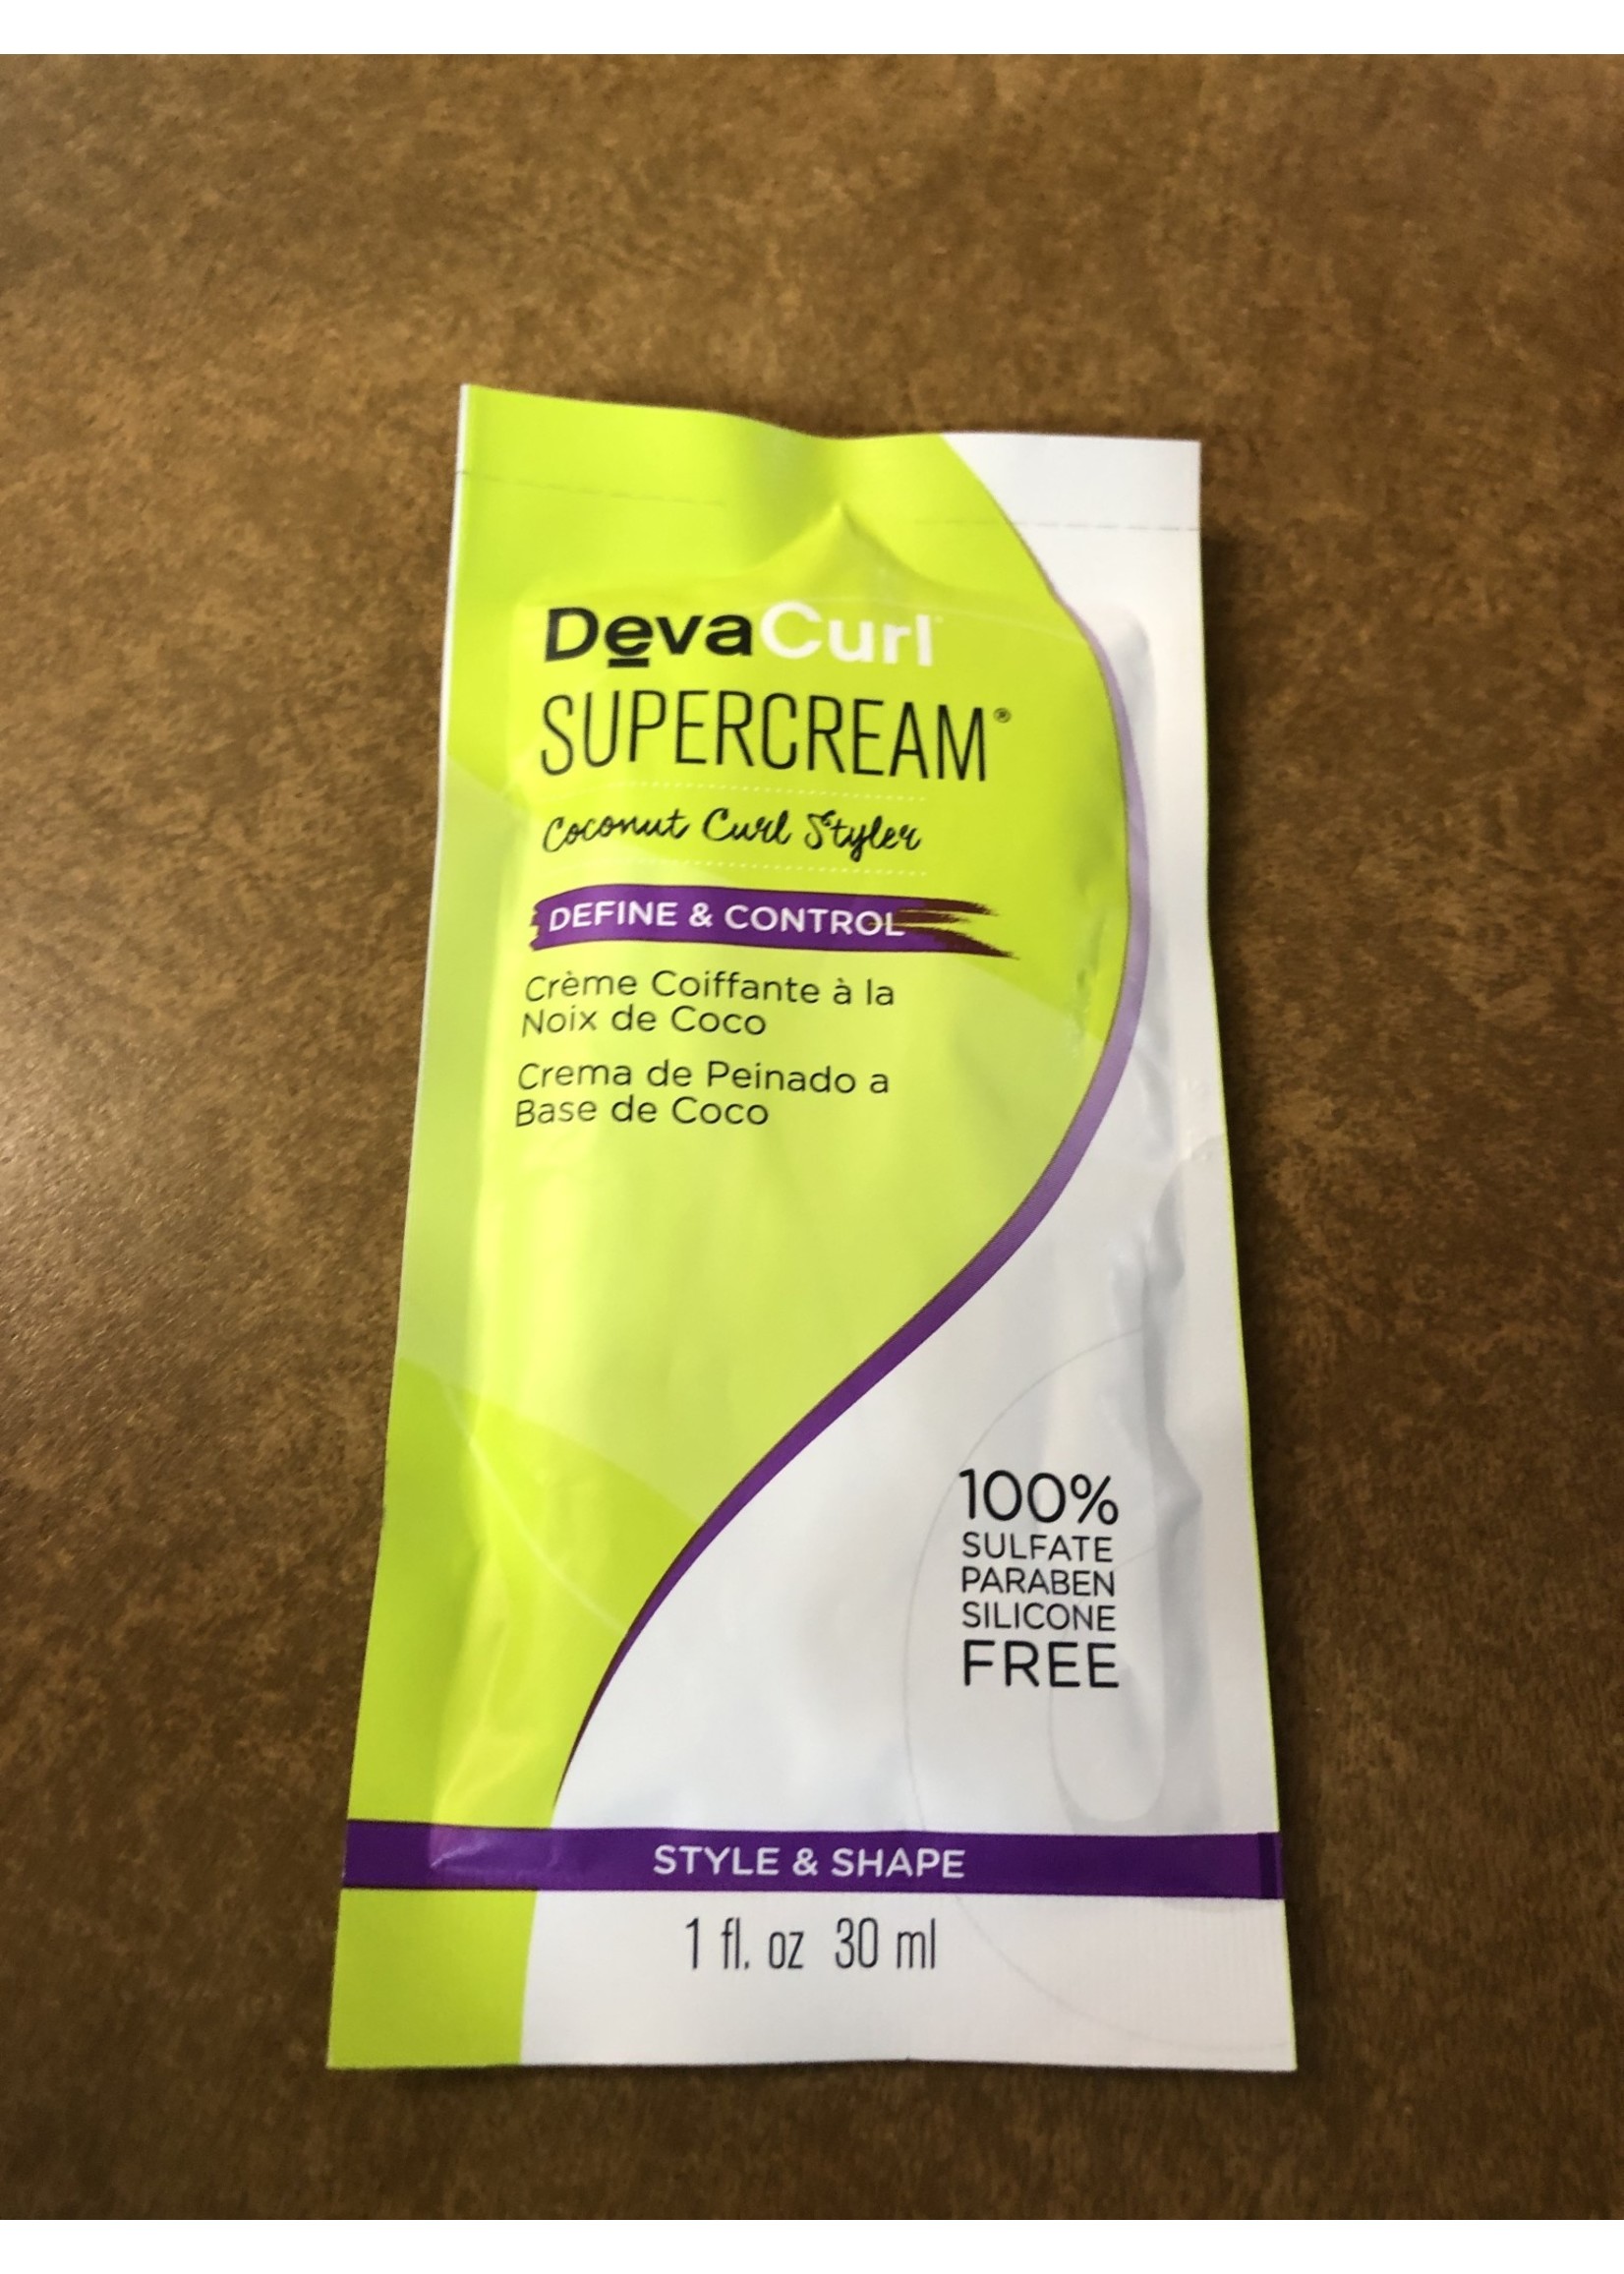 DevaCurl
SUPERCREAM®
Coconut Curl Styler
DEFINE & CONTROL
Crème Coiffante à la
Noix de Coco
Crema de Peinado a
Base de Coco
100%
SULFATE
PARABEN
SILICONE
FREE
STYLE & SHAPE
1 fl. oz 30 ml